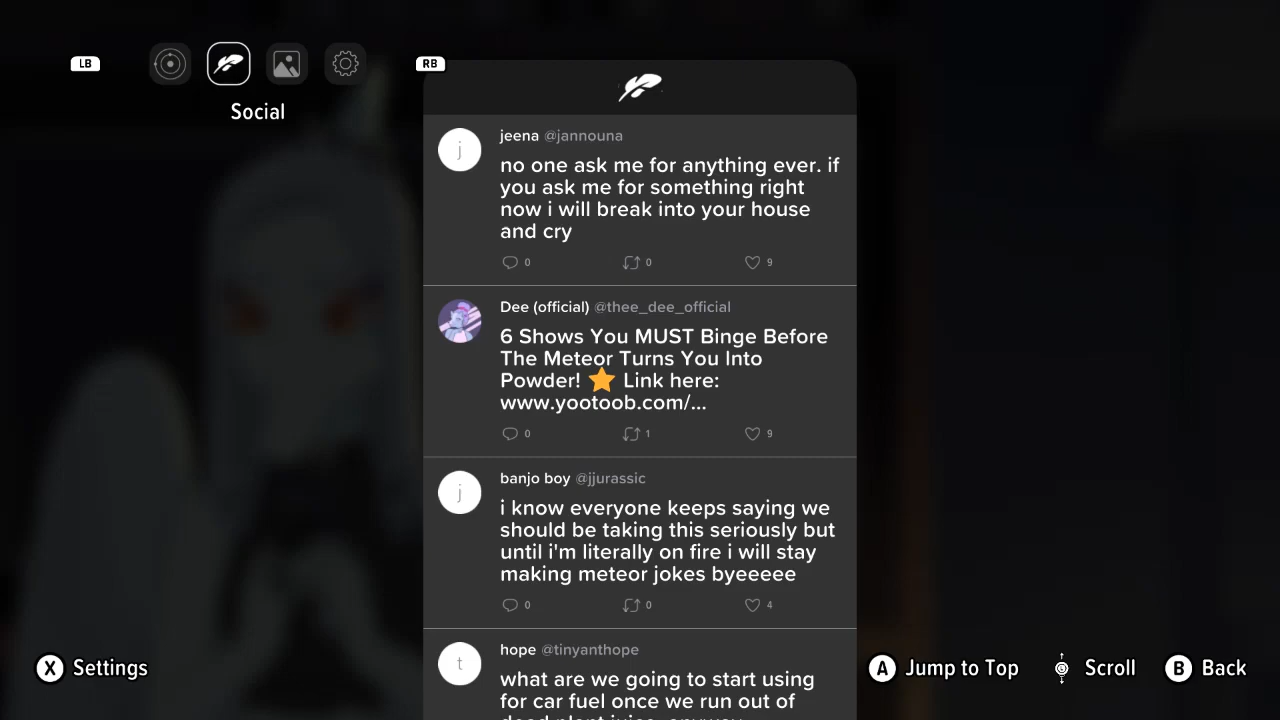 LB
RB
Social
jeena @jannouna
j
no one ask me for anything ever. if
you ask me for something right
now i will break into your house
and cry
0 0 9
Dee (official) @thee_dee_official
6 Shows You MUST Binge Before
The Meteor Turns You Into
Powder! ⭐ Link here:
www.yootoob.com/...
0 1 9
banjo boy @jjurassic
j
i know everyone keeps saying we
should be taking this seriously but
until i'm literally on fire i will stay
making meteor jokes byeeeee
0 0 4
hope @tinyanthope
t
what are we going to start using
for car fuel once we run out of
dead plant juice, anyway
X Settings
A Jump to Top
Scroll
B Back